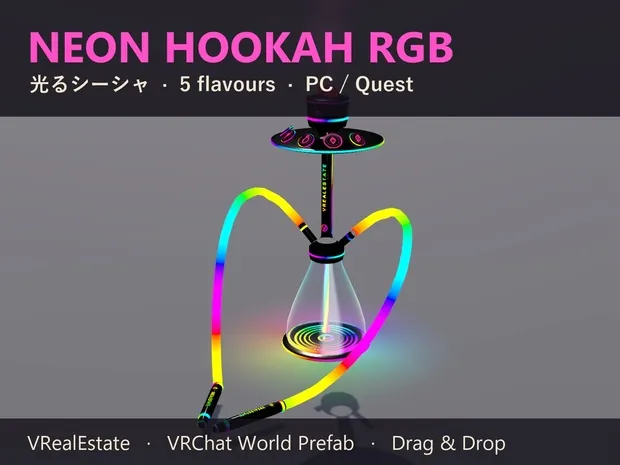 NEON HOOKAH RGB
光るシーシャ · 5 flavours · PC / Quest
VREALESTATE
VRealEstate · VRChat World Prefab · Drag & Drop